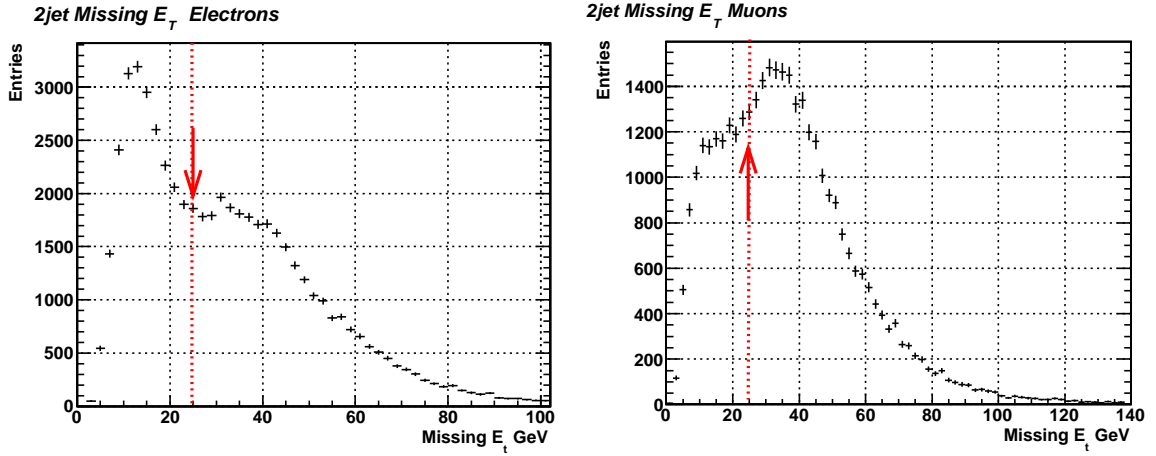 2jet Missing E_T Electrons
Entries
3000
2500
2000
1500
1000
500
0
0 20 40 60 80 100
Missing E_t GeV
2jet Missing E_T Muons
Entries
1400
1200
1000
800
600
400
200
0
0 20 40 60 80 100 120 140
Missing E_t GeV